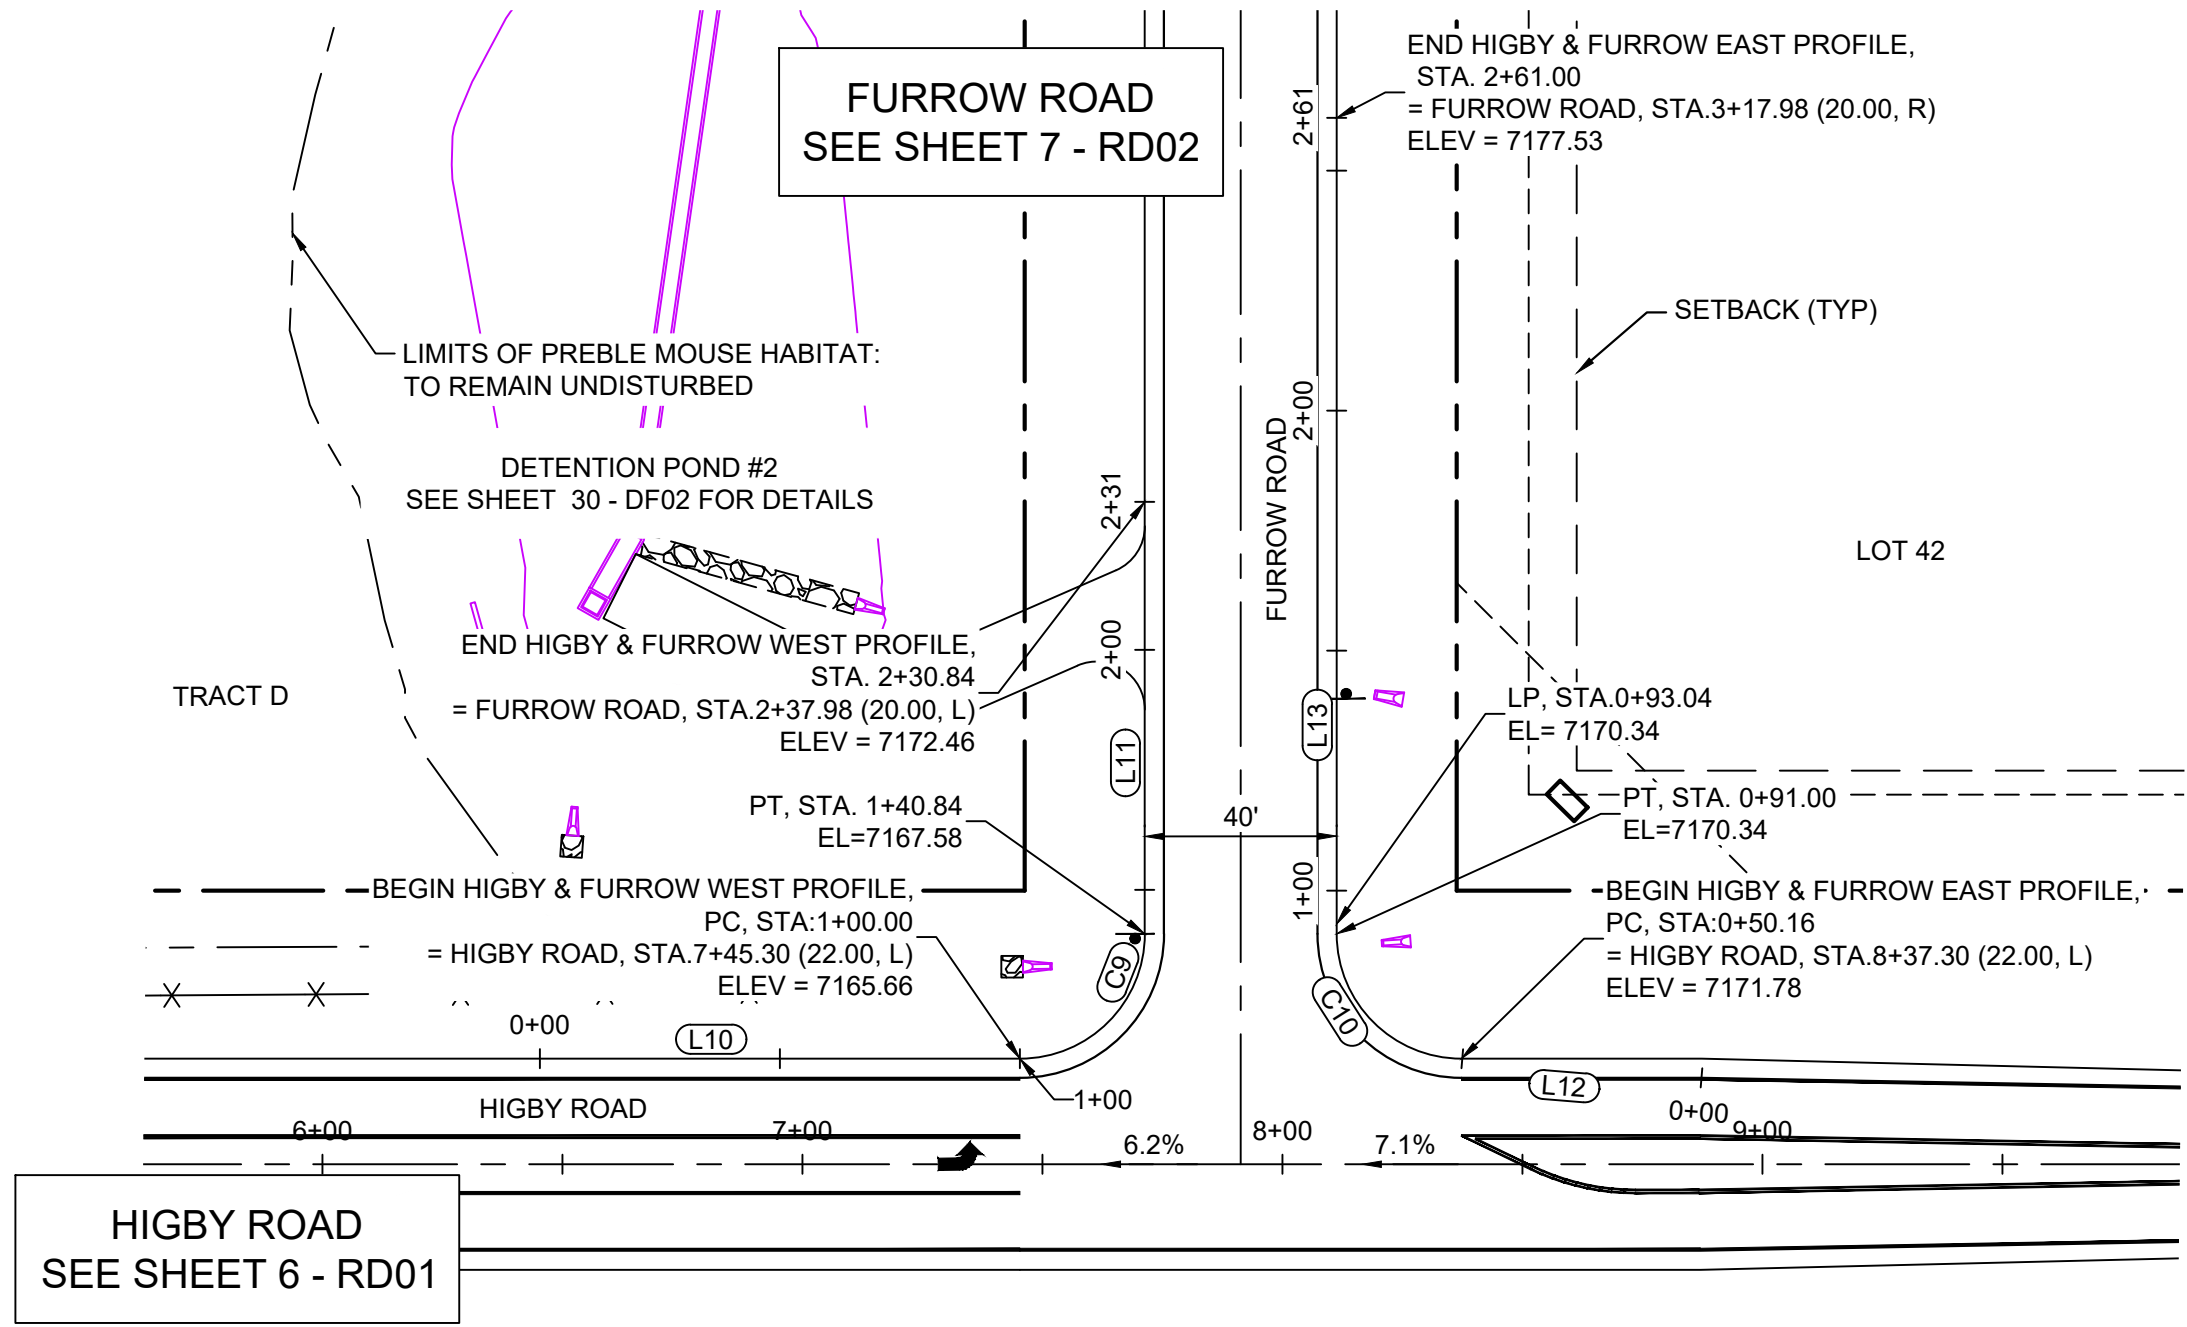 FURROW ROAD
SEE SHEET 7 - RD02
END HIGBY & FURROW EAST PROFILE,
STA. 2+61.00
= FURROW ROAD, STA.3+17.98 (20.00, R)
ELEV = 7177.53
2+61
SETBACK (TYP)
LIMITS OF PREBLE MOUSE HABITAT:
TO REMAIN UNDISTURBED
DETENTION POND #2
SEE SHEET 30 - DF02 FOR DETAILS
2+31
2+00
FURROW ROAD
LOT 42
END HIGBY & FURROW WEST PROFILE,
STA. 2+30.84
= FURROW ROAD, STA.2+37.98 (20.00, L)
ELEV = 7172.46
2+00
TRACT D
L11
L13
LP, STA.0+93.04
EL= 7170.34
PT, STA. 1+40.84
EL=7167.58
40'
PT, STA. 0+91.00
EL=7170.34
1+00
BEGIN HIGBY & FURROW WEST PROFILE,
PC, STA:1+00.00
= HIGBY ROAD, STA.7+45.30 (22.00, L)
ELEV = 7165.66
BEGIN HIGBY & FURROW EAST PROFILE,
PC, STA:0+50.16
= HIGBY ROAD, STA.8+37.30 (22.00, L)
ELEV = 7171.78
C9
C10
0+00
L10
L12
1+00
HIGBY ROAD
0+00
6+00
7+00
8+00
9+00
6.2%
7.1%
HIGBY ROAD
SEE SHEET 6 - RD01